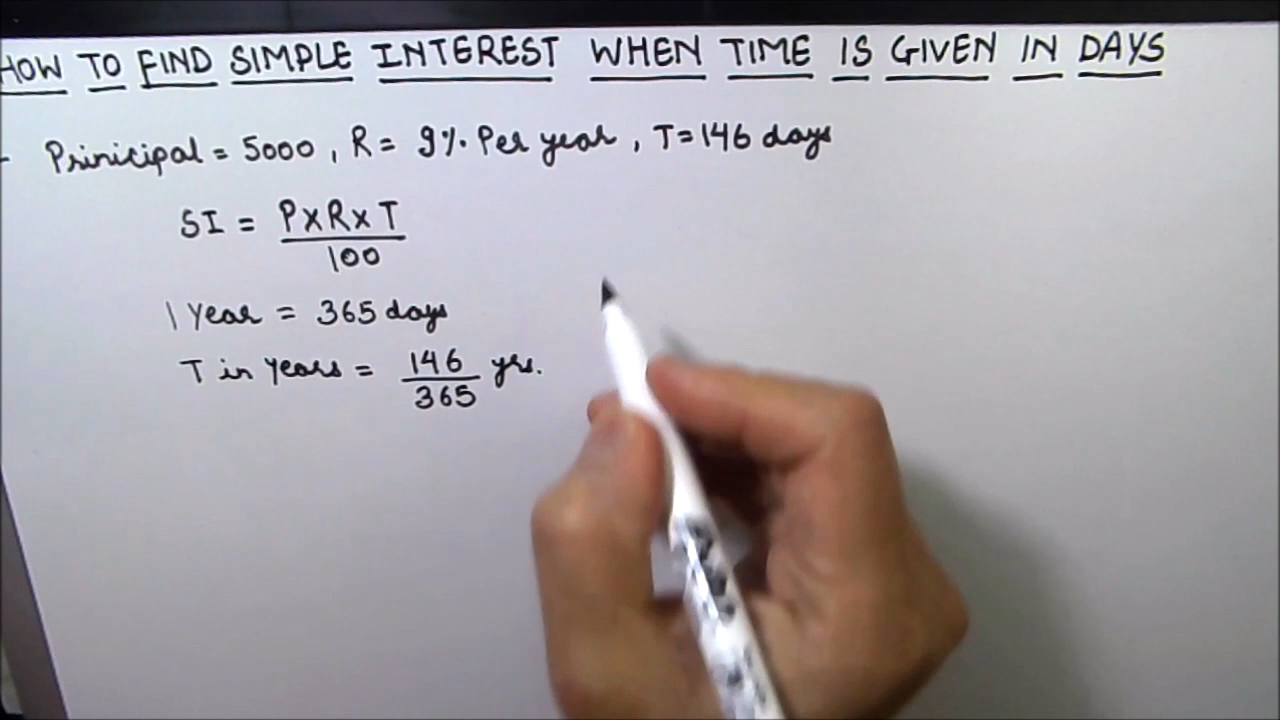 HOW TO FIND SIMPLE INTEREST WHEN TIME IS GIVEN IN DAYS
- Prinicipal = 5000, R = 9% Per year, T=146 days
SI = PxRxT
100
1 Year = 365 days
T in Years = 146 yrs.
365